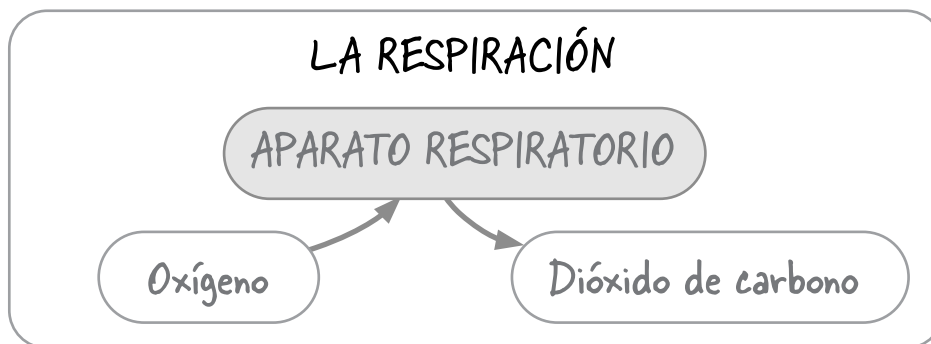 LA RESPIRACIÓN
APARATO RESPIRATORIO
Oxígeno
Dióxido de carbono